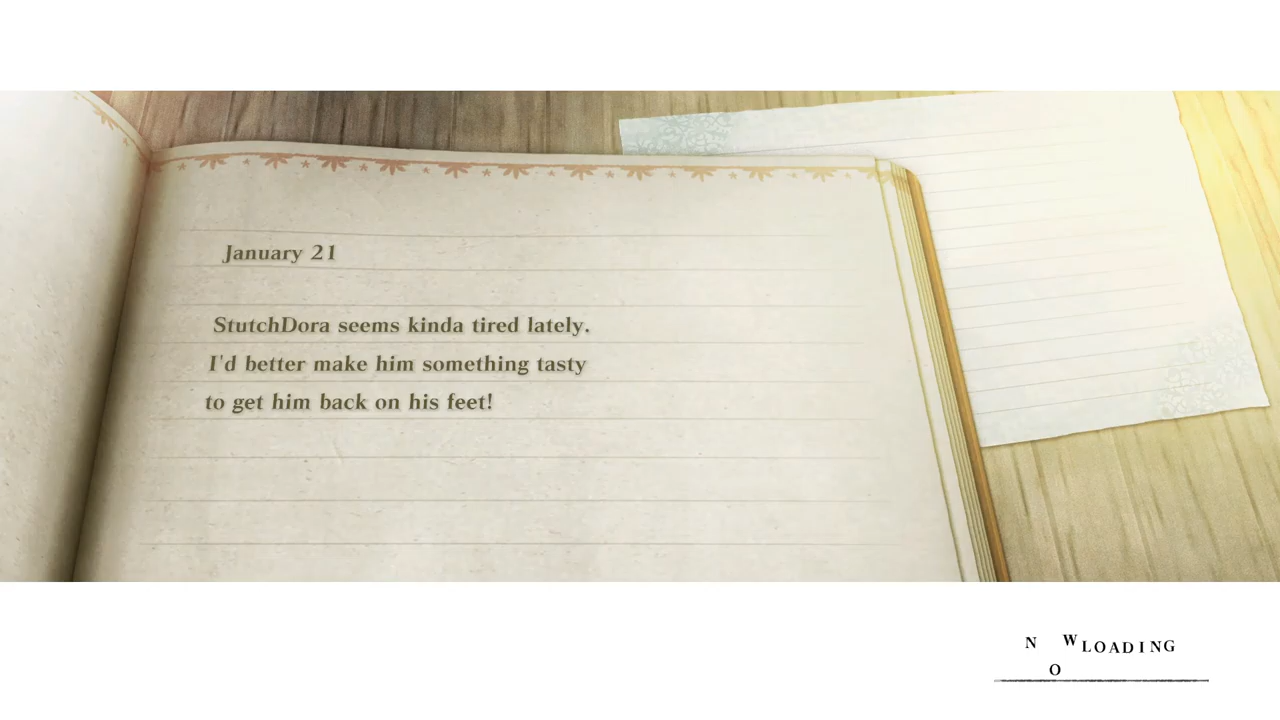 January 21
StutchDora seems kinda tired lately.
I'd better make him something tasty
to get him back on his feet!
NOW LOADING